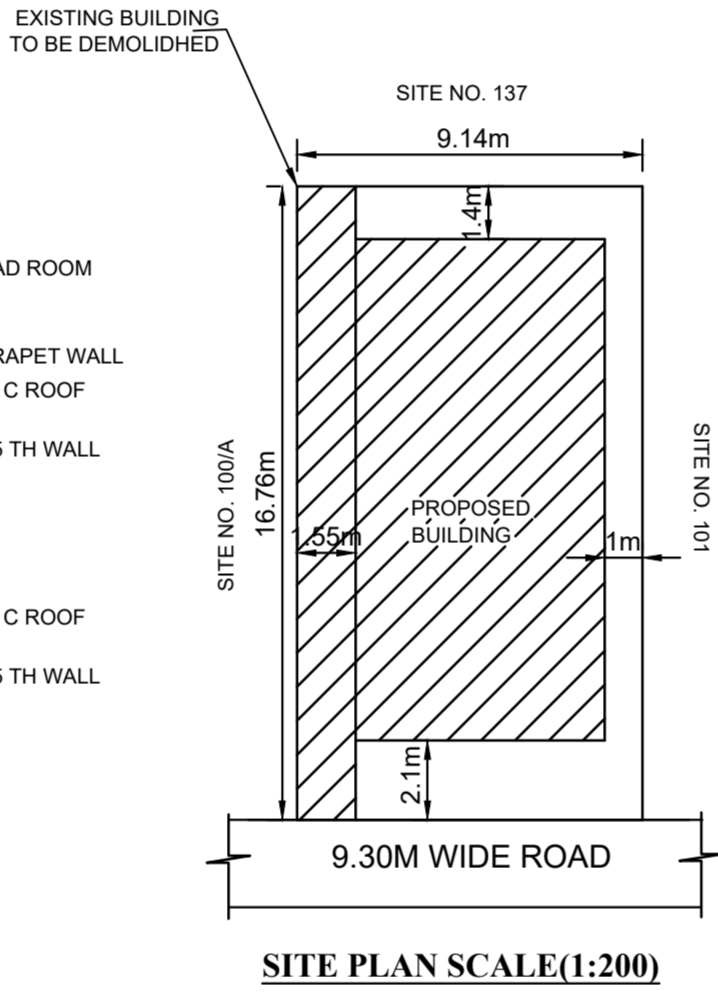 EXISTING BUILDING
TO BE DEMOLIDHED
SITE NO. 137
9.14m
1.4m
AD ROOM
RAPET WALL
C ROOF
5 TH WALL
SITE NO. 100/A
16.76m
.55m
PROPOSED
BUILDING
1m
SITE NO. 101
C ROOF
5 TH WALL
2.1m
9.30M WIDE ROAD
SITE PLAN SCALE(1:200)